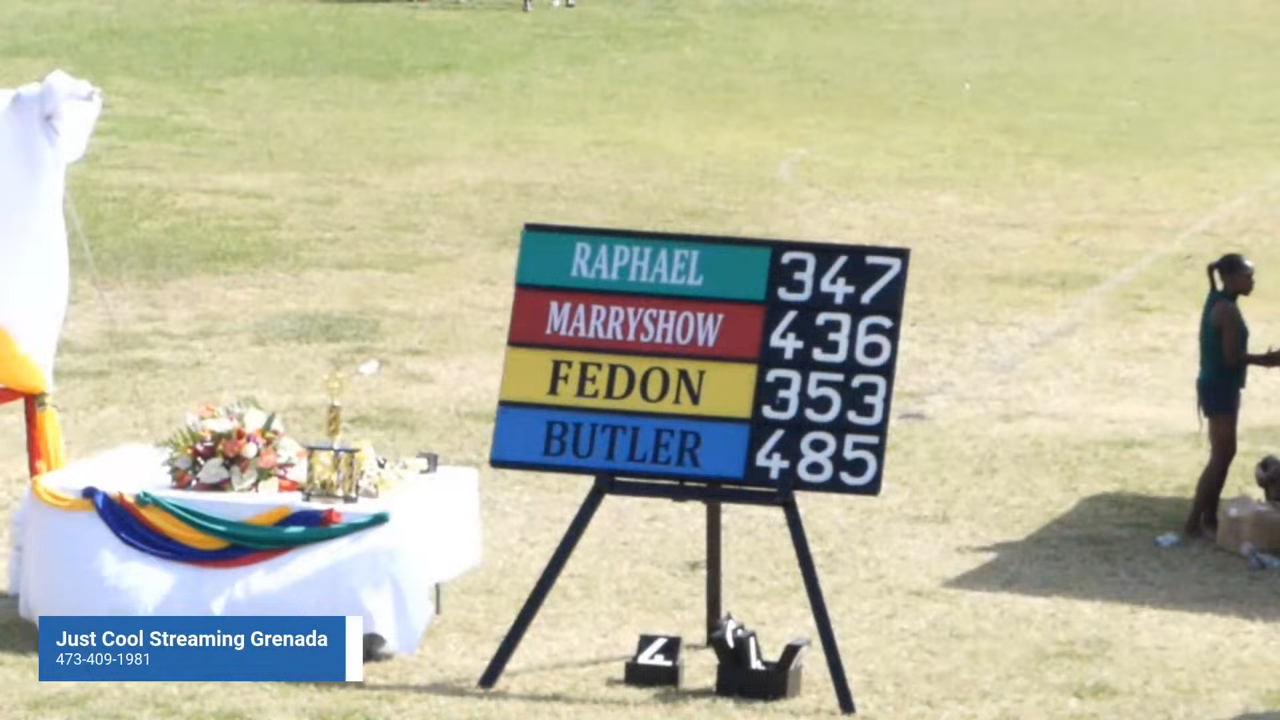 RAPHAEL 347
MARRYSHOW 436
FEDON 353
BUTLER 485
4
Just Cool Streaming Grenada
473-409-1981